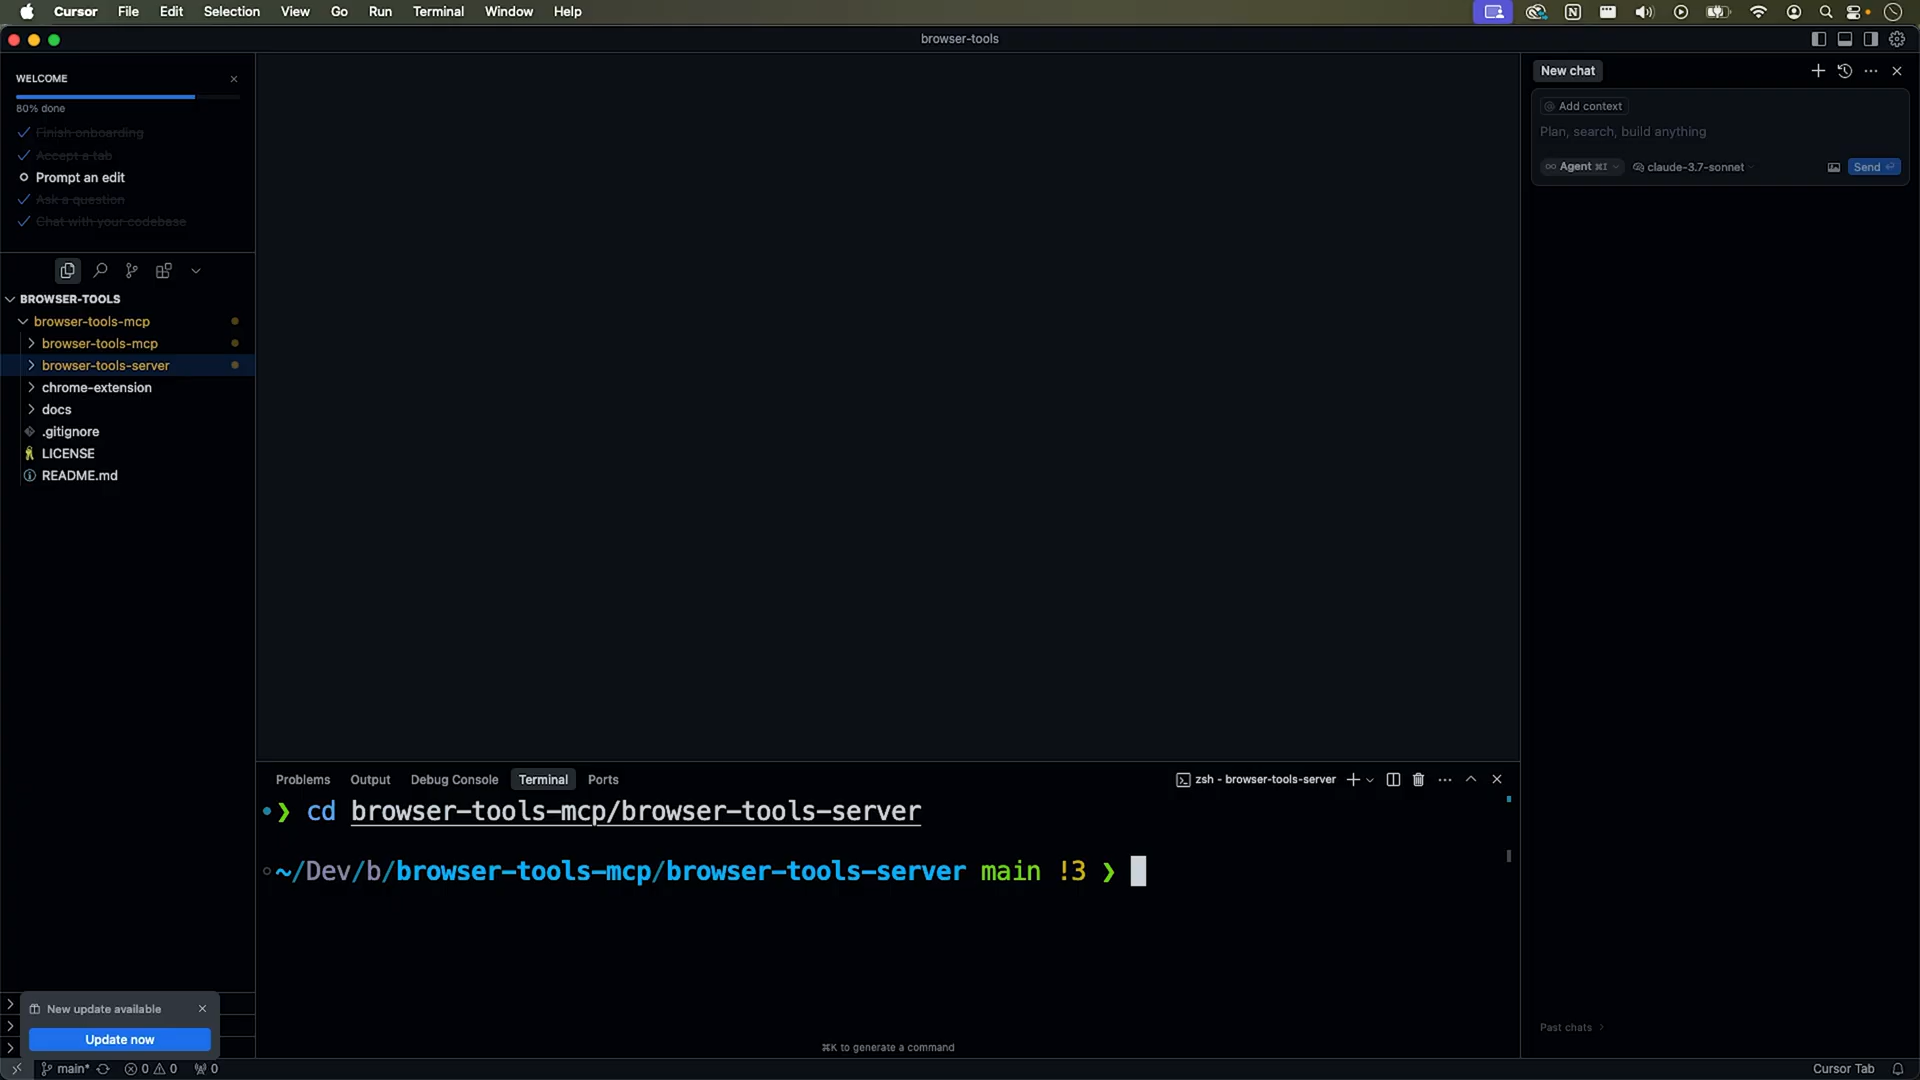 Cursor File Edit Selection View Go Run Terminal Window Help
browser-tools
WELCOME
80% done
Finish onboarding
Accept a tab
Prompt an edit
Ask a question
Chat with your codebase
BROWSER-TOOLS
browser-tools-mcp
browser-tools-mcp
browser-tools-server
chrome-extension
docs
.gitignore
LICENSE
README.md
New update available
Update now
Problems Output Debug Console Terminal Ports
zsh - browser-tools-server
❯ cd browser-tools-mcp/browser-tools-server
~/Dev/b/browser-tools-mcp/browser-tools-server main !3 ❯
⌘K to generate a command
New chat
@ Add context
Plan, search, build anything
∞ Agent ⌘I
claude-3.7-sonnet
Send
Past chats
main* 0 0 0
Cursor Tab